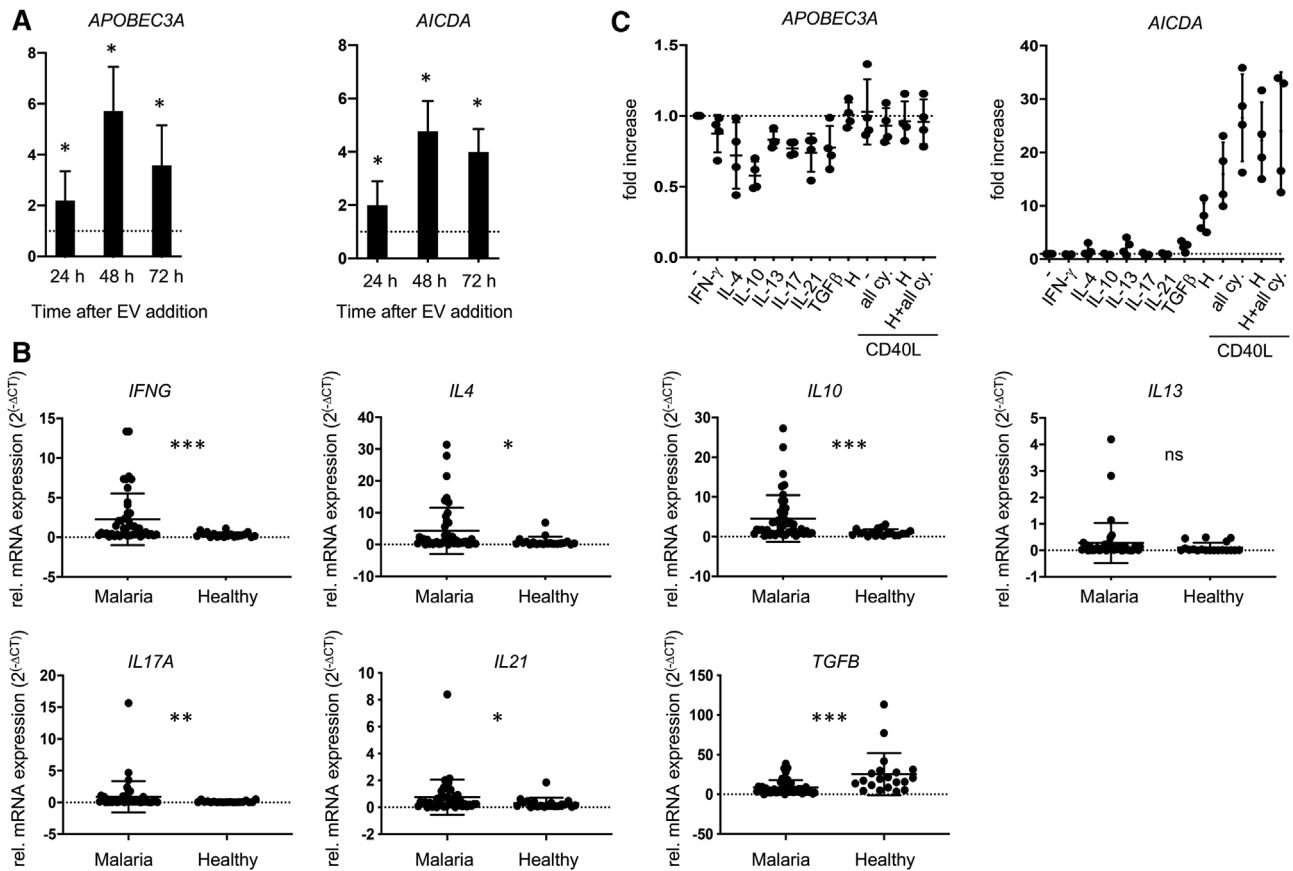 A
APOBEC3A
8
6
4
2
0
*
*
*
24 h 48 h 72 h
Time after EV addition
AICDA
8
6
4
2
0
*
*
*
24 h 48 h 72 h
Time after EV addition
C
APOBEC3A
fold increase
1.5
1.0
0.5
0.0
-
IFN-γ
IL-4
IL-10
IL-13
IL-17
IL-21
TGFβ
H
-
all cy.
H
H+all cy.
CD40L
AICDA
fold increase
40
30
20
10
0
-
IFN-γ
IL-4
IL-10
IL-13
IL-17
IL-21
TGFβ
H
-
all cy.
H
H+all cy.
CD40L
B
IFNG
rel. mRNA expression (2(-ΔCT))
15
10
5
0
-5
***
Malaria Healthy
IL4
rel. mRNA expression (2(-ΔCT))
40
30
20
10
0
-10
*
Malaria Healthy
IL10
rel. mRNA expression (2(-ΔCT))
30
20
10
0
-10
***
Malaria Healthy
IL13
rel. mRNA expression (2(-ΔCT))
5
4
3
2
1
0
-1
ns
Malaria Healthy
IL17A
rel. mRNA expression (2(-ΔCT))
20
15
10
5
0
-5
**
Malaria Healthy
IL21
rel. mRNA expression (2(-ΔCT))
10
8
6
4
2
0
-2
*
Malaria Healthy
TGFB
rel. mRNA expression (2(-ΔCT))
150
100
50
0
-50
***
Malaria Healthy